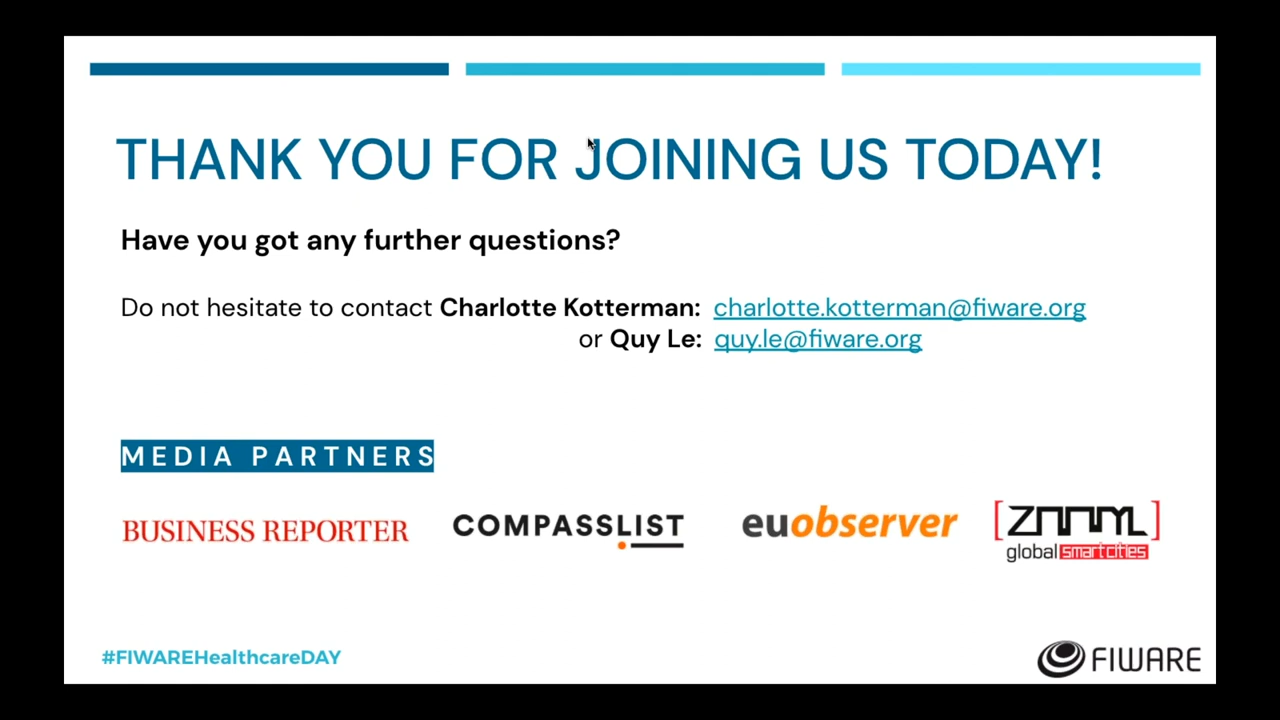 THANK YOU FOR JOINING US TODAY!
Have you got any further questions?
Do not hesitate to contact Charlotte Kotterman: charlotte.kotterman@fiware.org
or Quy Le: quy.le@fiware.org
MEDIA PARTNERS
BUSINESS REPORTER
COMPASSLIST
euobserver
[ZNNML]
global smartcities
#FIWAREHealthcareDAY
FIWARE